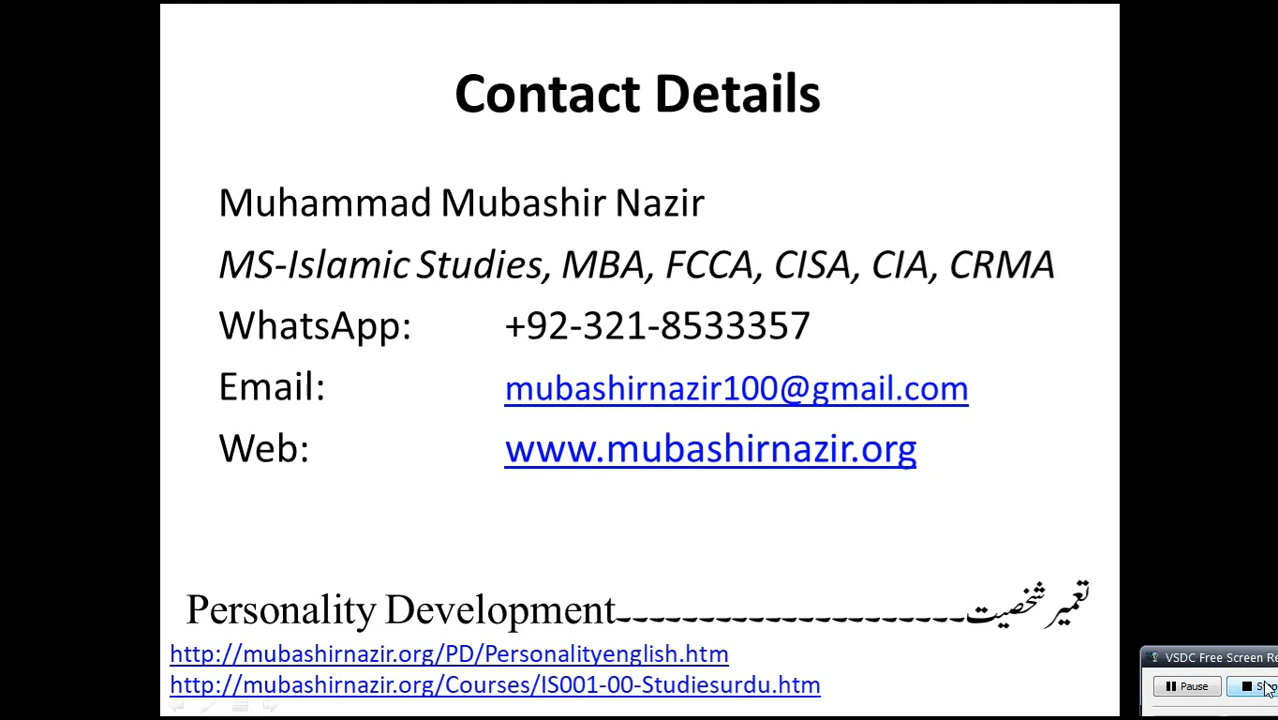 Contact Details
Muhammad Mubashir Nazir
MS-Islamic Studies, MBA, FCCA, CISA, CIA, CRMA
WhatsApp: +92-321-8533357
Email: mubashirnazir100@gmail.com
Web: www.mubashirnazir.org
Personality Development---------------------تعمیر شخصیت
http://mubashirnazir.org/PD/Personalityenglish.htm
http://mubashirnazir.org/Courses/IS001-00-Studiesurdu.htm
VSDC Free Screen Re
Pause